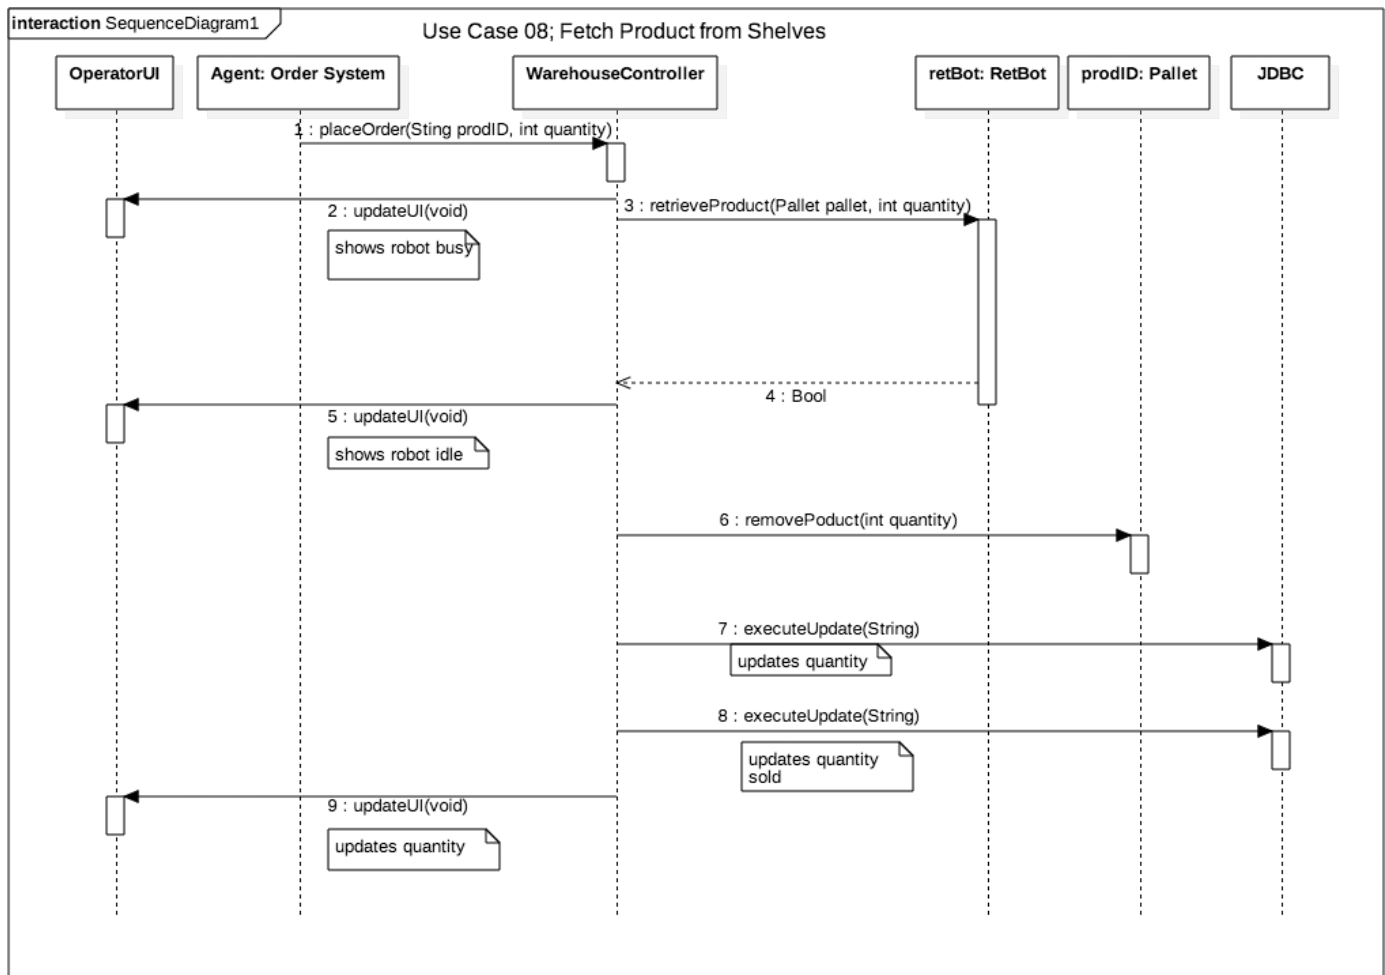 interaction SequenceDiagram1
Use Case 08; Fetch Product from Shelves
OperatorUI
Agent: Order System
WarehouseController
retBot: RetBot
prodID: Pallet
JDBC
1 : placeOrder(Sting prodID, int quantity)
2 : updateUI(void)
3 : retrieveProduct(Pallet pallet, int quantity)
shows robot busy
4 : Bool
5 : updateUI(void)
shows robot idle
6 : removePoduct(int quantity)
7 : executeUpdate(String)
updates quantity
8 : executeUpdate(String)
updates quantity
sold
9 : updateUI(void)
updates quantity